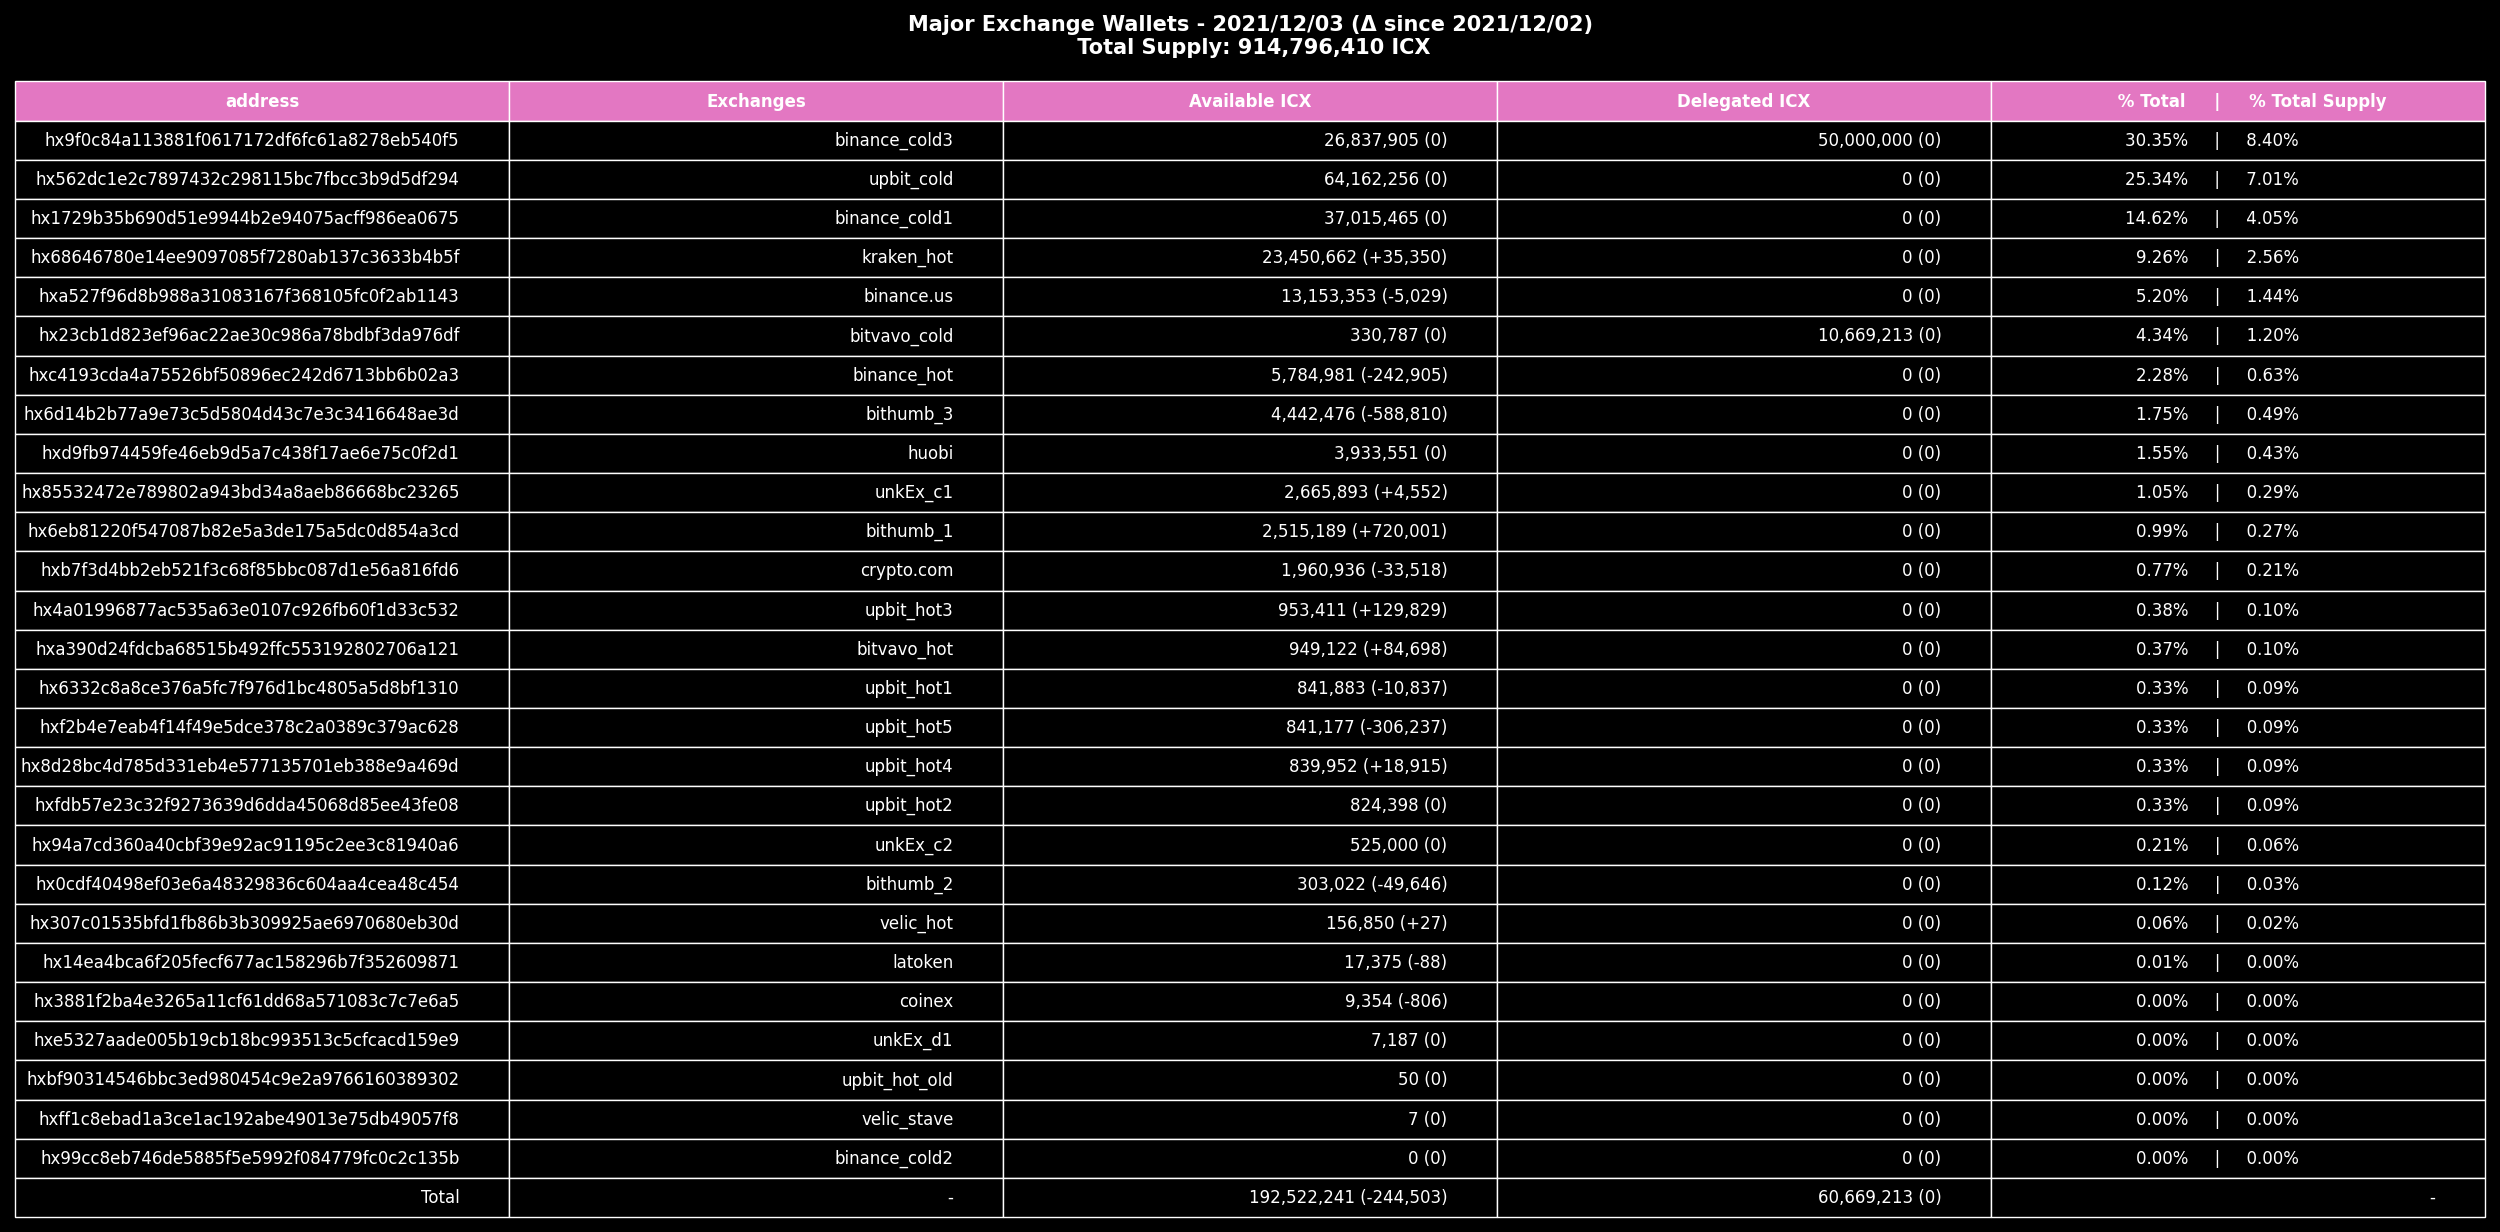 Major Exchange Wallets - 2021/12/03 (Δ since 2021/12/02)
Total Supply: 914,796,410 ICX
address Exchanges Available ICX Delegated ICX % Total | % Total Supply
hx9f0c84a113881f0617172df6fc61a8278eb540f5 binance_cold3 26,837,905 (0) 50,000,000 (0) 30.35% | 8.40%
hx562dc1e2c7897432c298115bc7fbcc3b9d5df294 upbit_cold 64,162,256 (0) 0 (0) 25.34% | 7.01%
hx1729b35b690d51e9944b2e94075acff986ea0675 binance_cold1 37,015,465 (0) 0 (0) 14.62% | 4.05%
hx68646780e14ee9097085f7280ab137c3633b4b5f kraken_hot 23,450,662 (+35,350) 0 (0) 9.26% | 2.56%
hxa527f96d8b988a31083167f368105fc0f2ab1143 binance.us 13,153,353 (-5,029) 0 (0) 5.20% | 1.44%
hx23cb1d823ef96ac22ae30c986a78bdbf3da976df bitvavo_cold 330,787 (0) 10,669,213 (0) 4.34% | 1.20%
hxc4193cda4a75526bf50896ec242d6713bb6b02a3 binance_hot 5,784,981 (-242,905) 0 (0) 2.28% | 0.63%
hx6d14b2b77a9e73c5d5804d43c7e3c3416648ae3d bithumb_3 4,442,476 (-588,810) 0 (0) 1.75% | 0.49%
hxd9fb974459fe46eb9d5a7c438f17ae6e75c0f2d1 huobi 3,933,551 (0) 0 (0) 1.55% | 0.43%
hx85532472e789802a943bd34a8aeb86668bc23265 unkEx_c1 2,665,893 (+4,552) 0 (0) 1.05% | 0.29%
hx6eb81220f547087b82e5a3de175a5dc0d854a3cd bithumb_1 2,515,189 (+720,001) 0 (0) 0.99% | 0.27%
hxb7f3d4bb2eb521f3c68f85bbc087d1e56a816fd6 crypto.com 1,960,936 (-33,518) 0 (0) 0.77% | 0.21%
hx4a01996877ac535a63e0107c926fb60f1d33c532 upbit_hot3 953,411 (+129,829) 0 (0) 0.38% | 0.10%
hxa390d24fdcba68515b492ffc553192802706a121 bitvavo_hot 949,122 (+84,698) 0 (0) 0.37% | 0.10%
hx6332c8a8ce376a5fc7f976d1bc4805a5d8bf1310 upbit_hot1 841,883 (-10,837) 0 (0) 0.33% | 0.09%
hxf2b4e7eab4f14f49e5dce378c2a0389c379ac628 upbit_hot5 841,177 (-306,237) 0 (0) 0.33% | 0.09%
hx8d28bc4d785d331eb4e577135701eb388e9a469d upbit_hot4 839,952 (+18,915) 0 (0) 0.33% | 0.09%
hxfdb57e23c32f9273639d6dda45068d85ee43fe08 upbit_hot2 824,398 (0) 0 (0) 0.33% | 0.09%
hx94a7cd360a40cbf39e92ac91195c2ee3c81940a6 unkEx_c2 525,000 (0) 0 (0) 0.21% | 0.06%
hx0cdf40498ef03e6a48329836c604aa4cea48c454 bithumb_2 303,022 (-49,646) 0 (0) 0.12% | 0.03%
hx307c01535bfd1fb86b3b309925ae6970680eb30d velic_hot 156,850 (+27) 0 (0) 0.06% | 0.02%
hx14ea4bca6f205fecf677ac158296b7f352609871 latoken 17,375 (-88) 0 (0) 0.01% | 0.00%
hx3881f2ba4e3265a11cf61dd68a571083c7c7e6a5 coinex 9,354 (-806) 0 (0) 0.00% | 0.00%
hxe5327aade005b19cb18bc993513c5cfcacd159e9 unkEx_d1 7,187 (0) 0 (0) 0.00% | 0.00%
hxbf90314546bbc3ed980454c9e2a9766160389302 upbit_hot_old 50 (0) 0 (0) 0.00% | 0.00%
hxff1c8ebad1a3ce1ac192abe49013e75db49057f8 velic_stave 7 (0) 0 (0) 0.00% | 0.00%
hx99cc8eb746de5885f5e5992f084779fc0c2c135b binance_cold2 0 (0) 0 (0) 0.00% | 0.00%
Total - 192,522,241 (-244,503) 60,669,213 (0) -